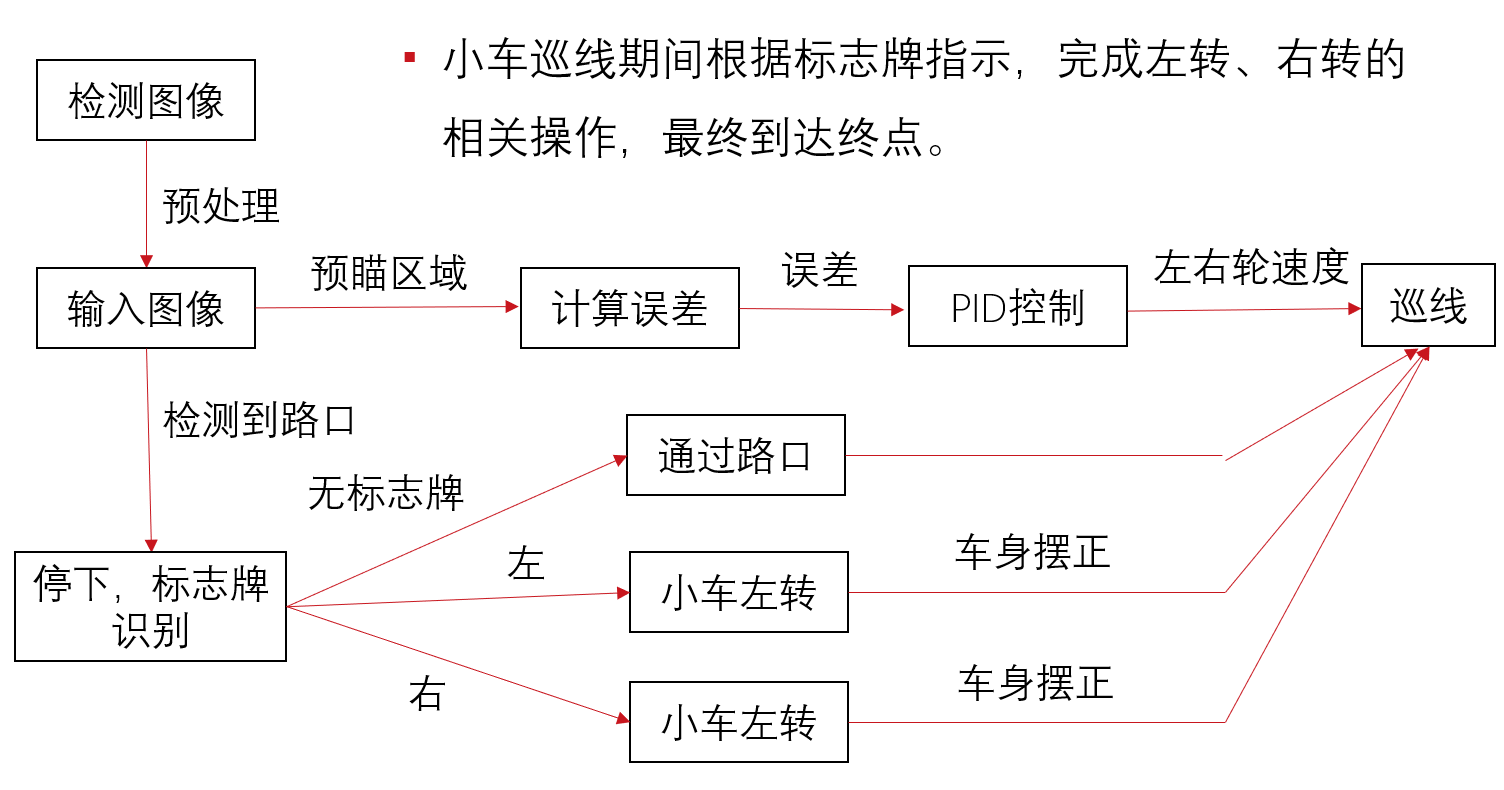 小车巡线期间根据标志牌指示，完成左转、右转的
相关操作，最终到达终点。
检测图像
预处理
输入图像
预瞄区域
计算误差
误差
PID控制
左右轮速度
巡线
检测到路口
停下，标志牌
识别
无标志牌
通过路口
左
小车左转
车身摆正
右
小车左转
车身摆正